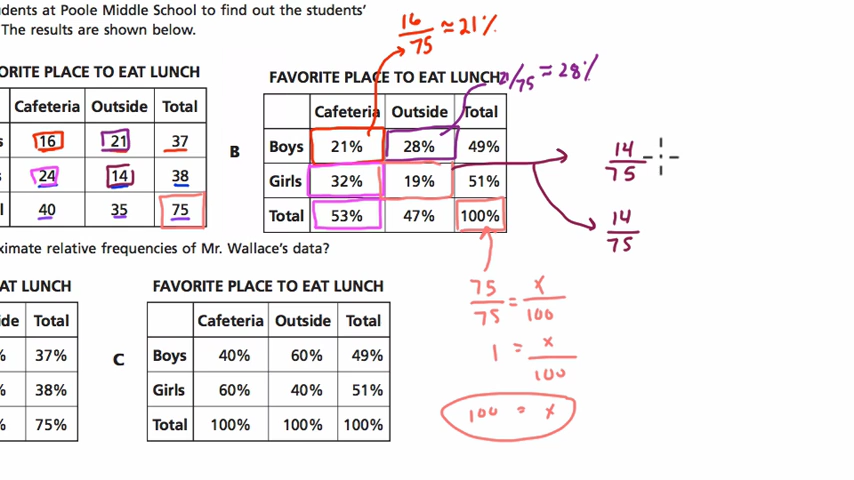 udents at Poole Middle School to find out the students'
The results are shown below.
16/75 ≈ 21%
21/75 ≈ 28%
ORITE PLACE TO EAT LUNCH
Cafeteria Outside Total
s 16 21 37
s 24 14 38
l 40 35 75
B
FAVORITE PLACE TO EAT LUNCH
Cafeteria Outside Total
Boys 21% 28% 49%
Girls 32% 19% 51%
Total 53% 47% 100%
14/75
14/75
ximate relative frequencies of Mr. Wallace's data?
75/75 = x/100
1 = x/100
100 = x
AT LUNCH
ide Total
% 37%
% 38%
% 75%
C
FAVORITE PLACE TO EAT LUNCH
Cafeteria Outside Total
Boys 40% 60% 49%
Girls 60% 40% 51%
Total 100% 100% 100%